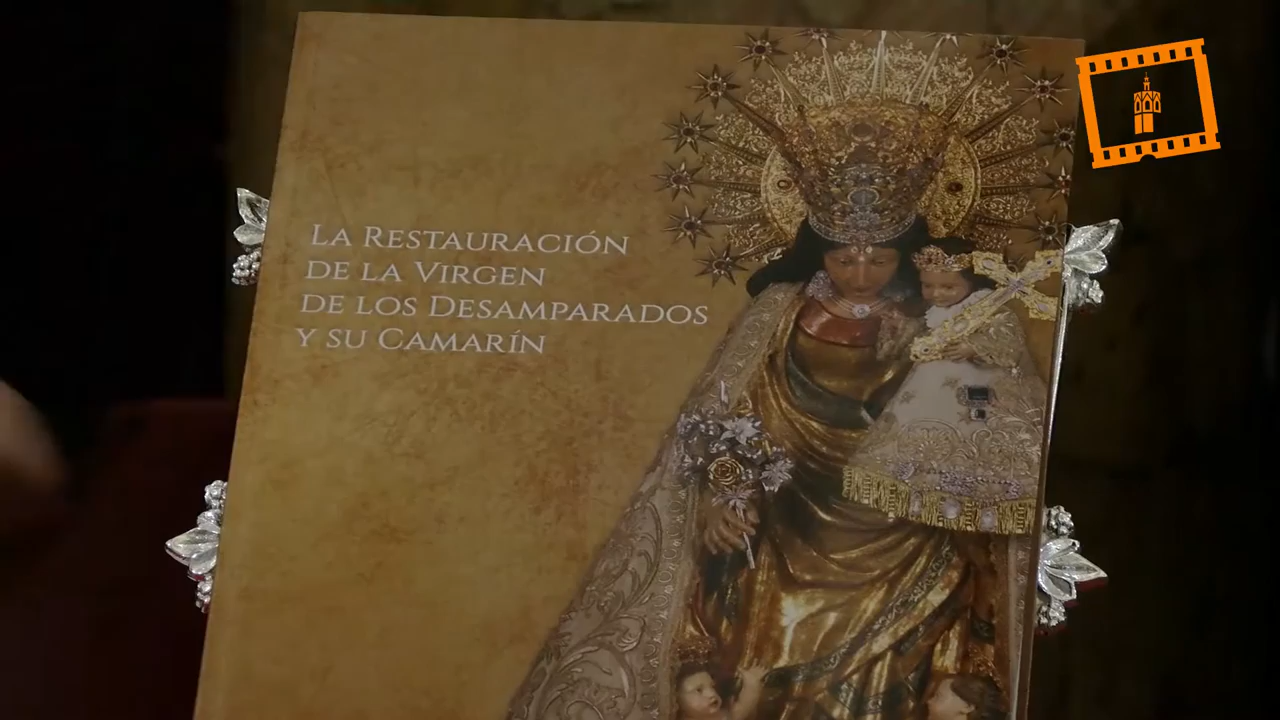 La Restauración
de la Virgen
de los Desamparados
y su Camarín